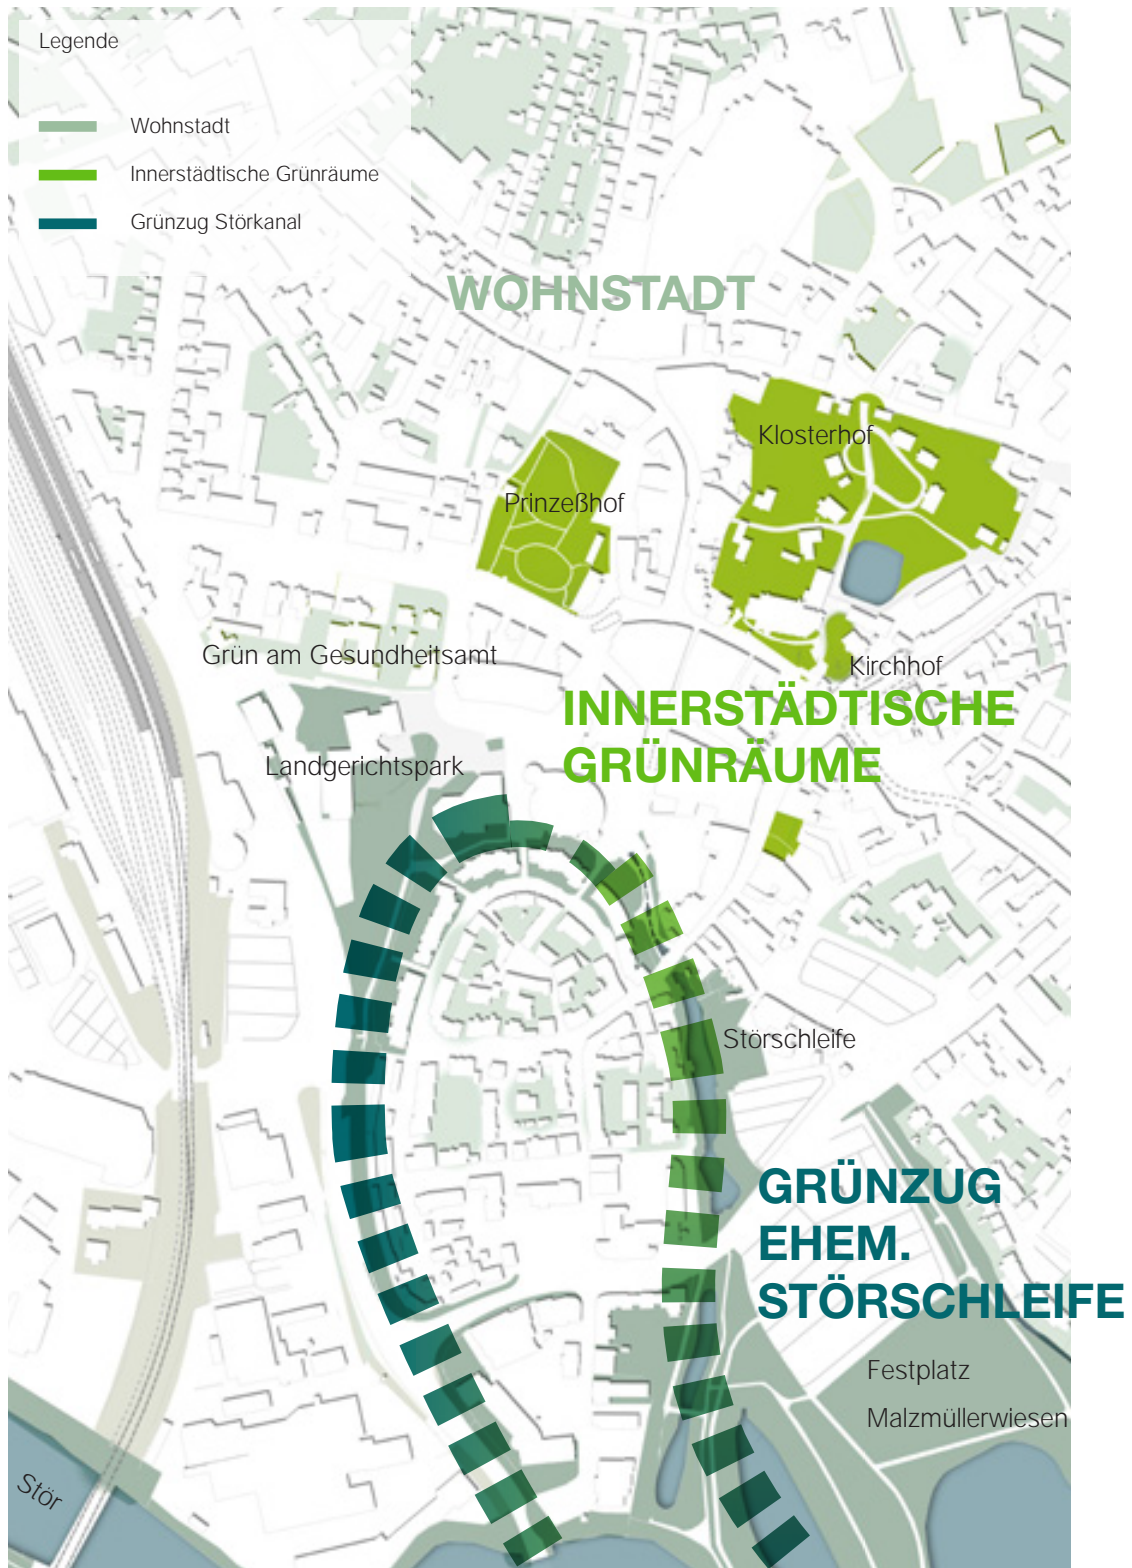 Legende
Wohnstadt
Innerstädtische Grünräume
Grünzug Störkanal
WOHNSTADT
Klosterhof
Prinzeßhof
Grün am Gesundheitsamt
Kirchhof
INNERSTÄDTISCHE
GRÜNRÄUME
Landgerichtspark
Störschleife
GRÜNZUG
EHEM.
STÖRSCHLEIFE
Festplatz
Malzmüllerwiesen
Stör